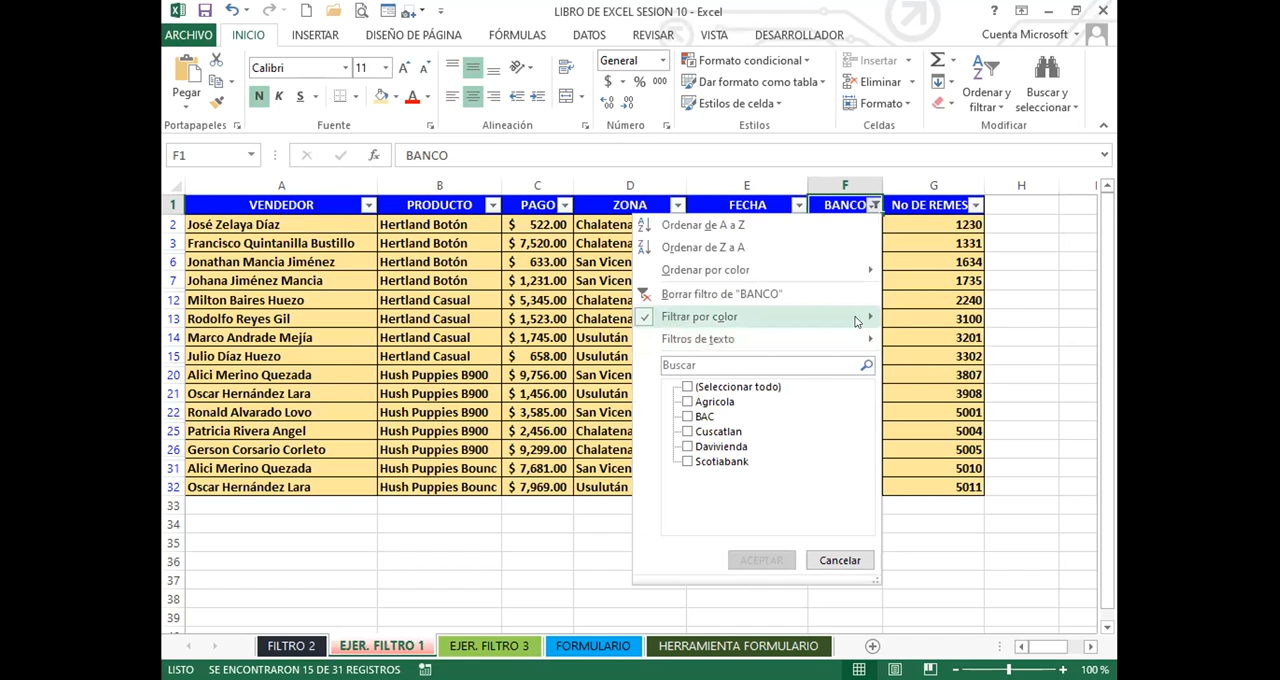 LIBRO DE EXCEL SESION 10 - Excel
ARCHIVO INICIO INSERTAR DISEÑO DE PÁGINA FÓRMULAS DATOS REVISAR VISTA DESARROLLADOR Cuenta Microsoft
Pegar
Calibri 11
N K S
General
$ % 000
Formato condicional
Dar formato como tabla
Estilos de celda
Insertar
Eliminar
Formato
Ordenar y filtrar
Buscar y seleccionar
Portapapeles Fuente Alineación Número Estilos Celdas Modificar
F1 fx BANCO
A B C D E F G H I
1 VENDEDOR PRODUCTO PAGO ZONA FECHA BANCO No DE REMES
2 José Zelaya Díaz Hertland Botón $ 522.00 Chalatena 1230
3 Francisco Quintanilla Bustillo Hertland Botón $ 7,520.00 Chalatena 1331
6 Jonathan Mancia Jiménez Hertland Botón $ 633.00 San Vicen 1634
7 Johana Jiménez Mancia Hertland Botón $ 1,231.00 San Vicen 1735
12 Milton Baires Huezo Hertland Casual $ 5,345.00 Chalatena 2240
13 Rodolfo Reyes Gil Hertland Casual $ 1,523.00 Chalatena 3100
14 Marco Andrade Mejía Hertland Casual $ 1,745.00 Usulután 3201
15 Julio Díaz Huezo Hertland Casual $ 658.00 Usulután 3302
20 Alici Merino Quezada Hush Puppies B900 $ 9,756.00 San Vicen 3807
21 Oscar Hernández Lara Hush Puppies B900 $ 1,456.00 Usulután 3908
22 Ronald Alvarado Lovo Hush Puppies B900 $ 3,585.00 San Vicen 5001
25 Patricia Rivera Angel Hush Puppies B900 $ 2,456.00 Chalatena 5004
26 Gerson Corsario Corleto Hush Puppies B900 $ 9,299.00 Chalatena 5005
31 Alici Merino Quezada Hush Puppies Bounc $ 7,681.00 San Vicen 5010
32 Oscar Hernández Lara Hush Puppies Bounc $ 7,969.00 Usulután 5011
33
34
35
36
37
38
39
Ordenar de A a Z
Ordenar de Z a A
Ordenar por color
Borrar filtro de "BANCO"
Filtrar por color
Filtros de texto
Buscar
(Seleccionar todo)
Agricola
BAC
Cuscatlan
Davivienda
Scotiabank
ACEPTAR Cancelar
FILTRO 2 EJER. FILTRO 1 EJER. FILTRO 3 FORMULARIO HERRAMIENTA FORMULARIO
LISTO SE ENCONTRARON 15 DE 31 REGISTROS 100 %